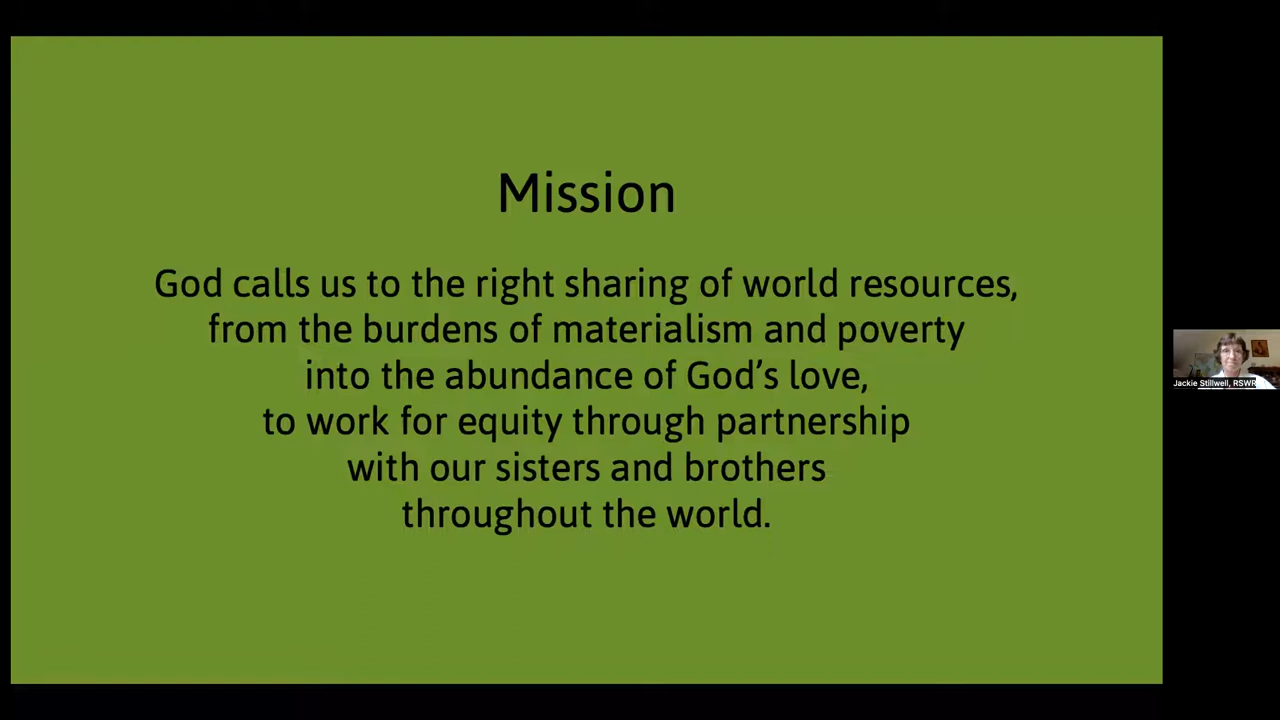 Mission
God calls us to the right sharing of world resources,
from the burdens of materialism and poverty
into the abundance of God’s love,
to work for equity through partnership
with our sisters and brothers
throughout the world.
Jackie Stillwell, RSWR